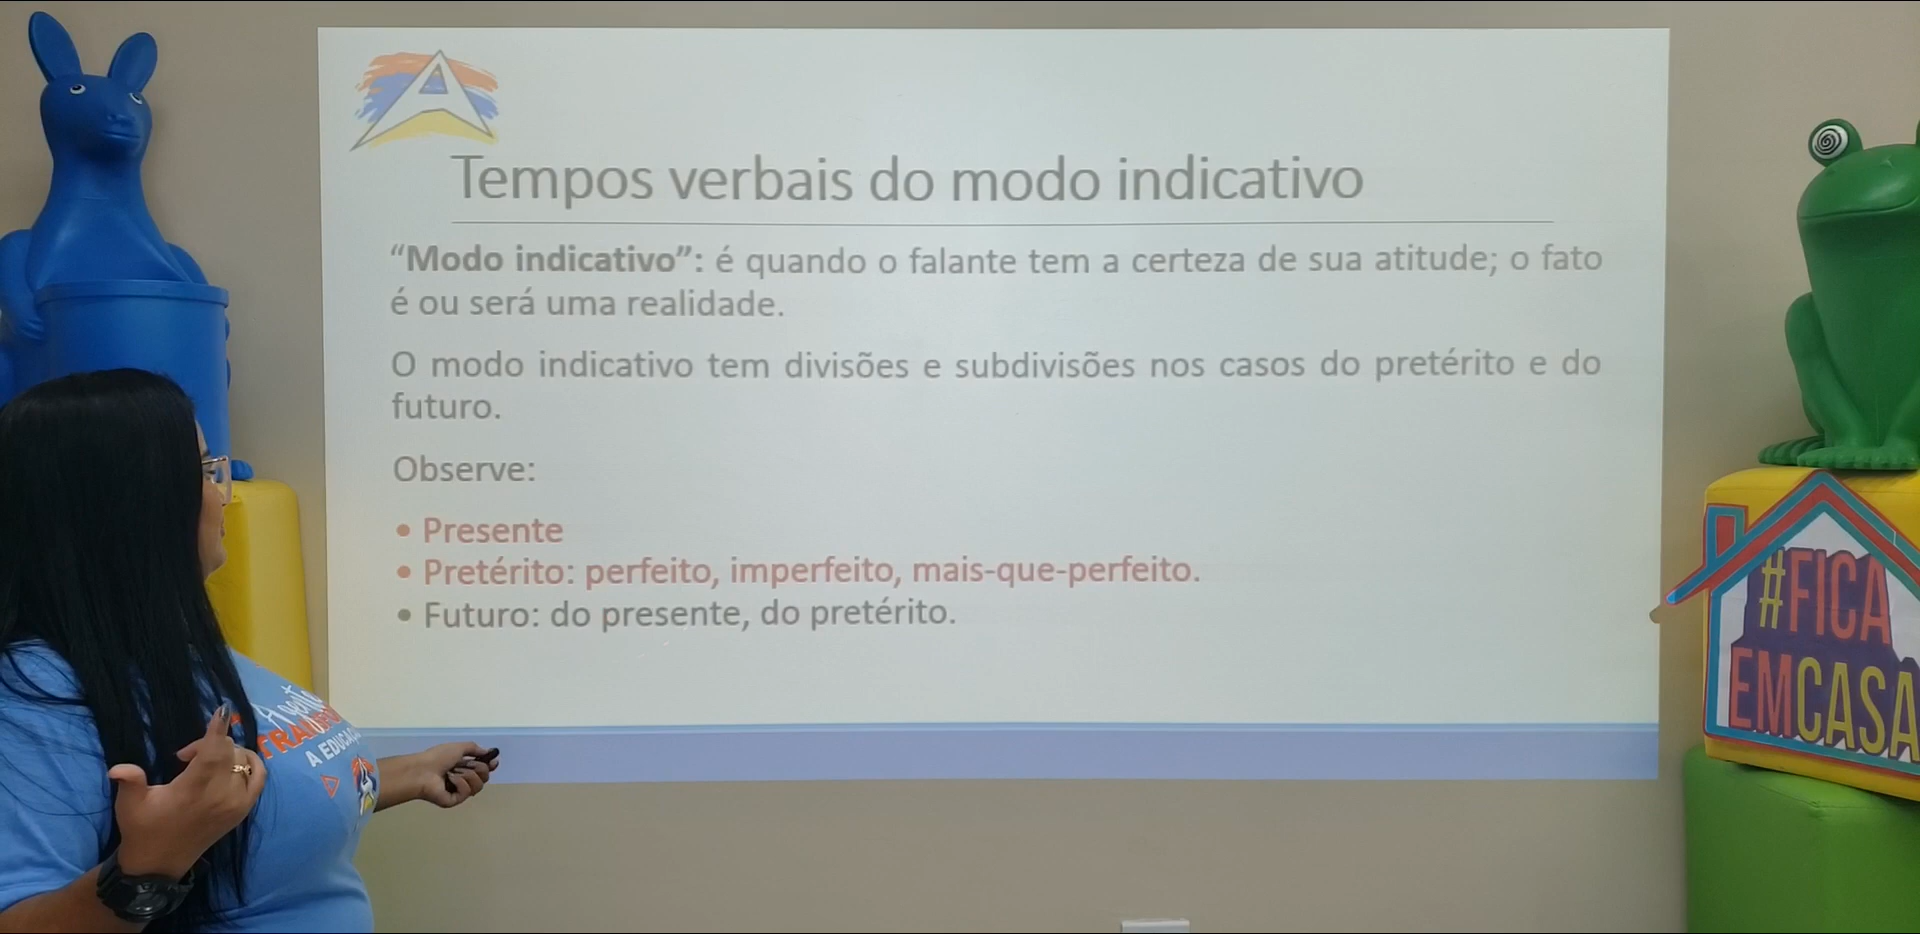 A
Tempos verbais do modo indicativo
“Modo indicativo”: é quando o falante tem a certeza de sua atitude; o fato
é ou será uma realidade.
O modo indicativo tem divisões e subdivisões nos casos do pretérito e do
futuro.
Observe:
• Presente
• Pretérito: perfeito, imperfeito, mais-que-perfeito.
• Futuro: do presente, do pretérito.
#FICA
EMCASA
A gente
A